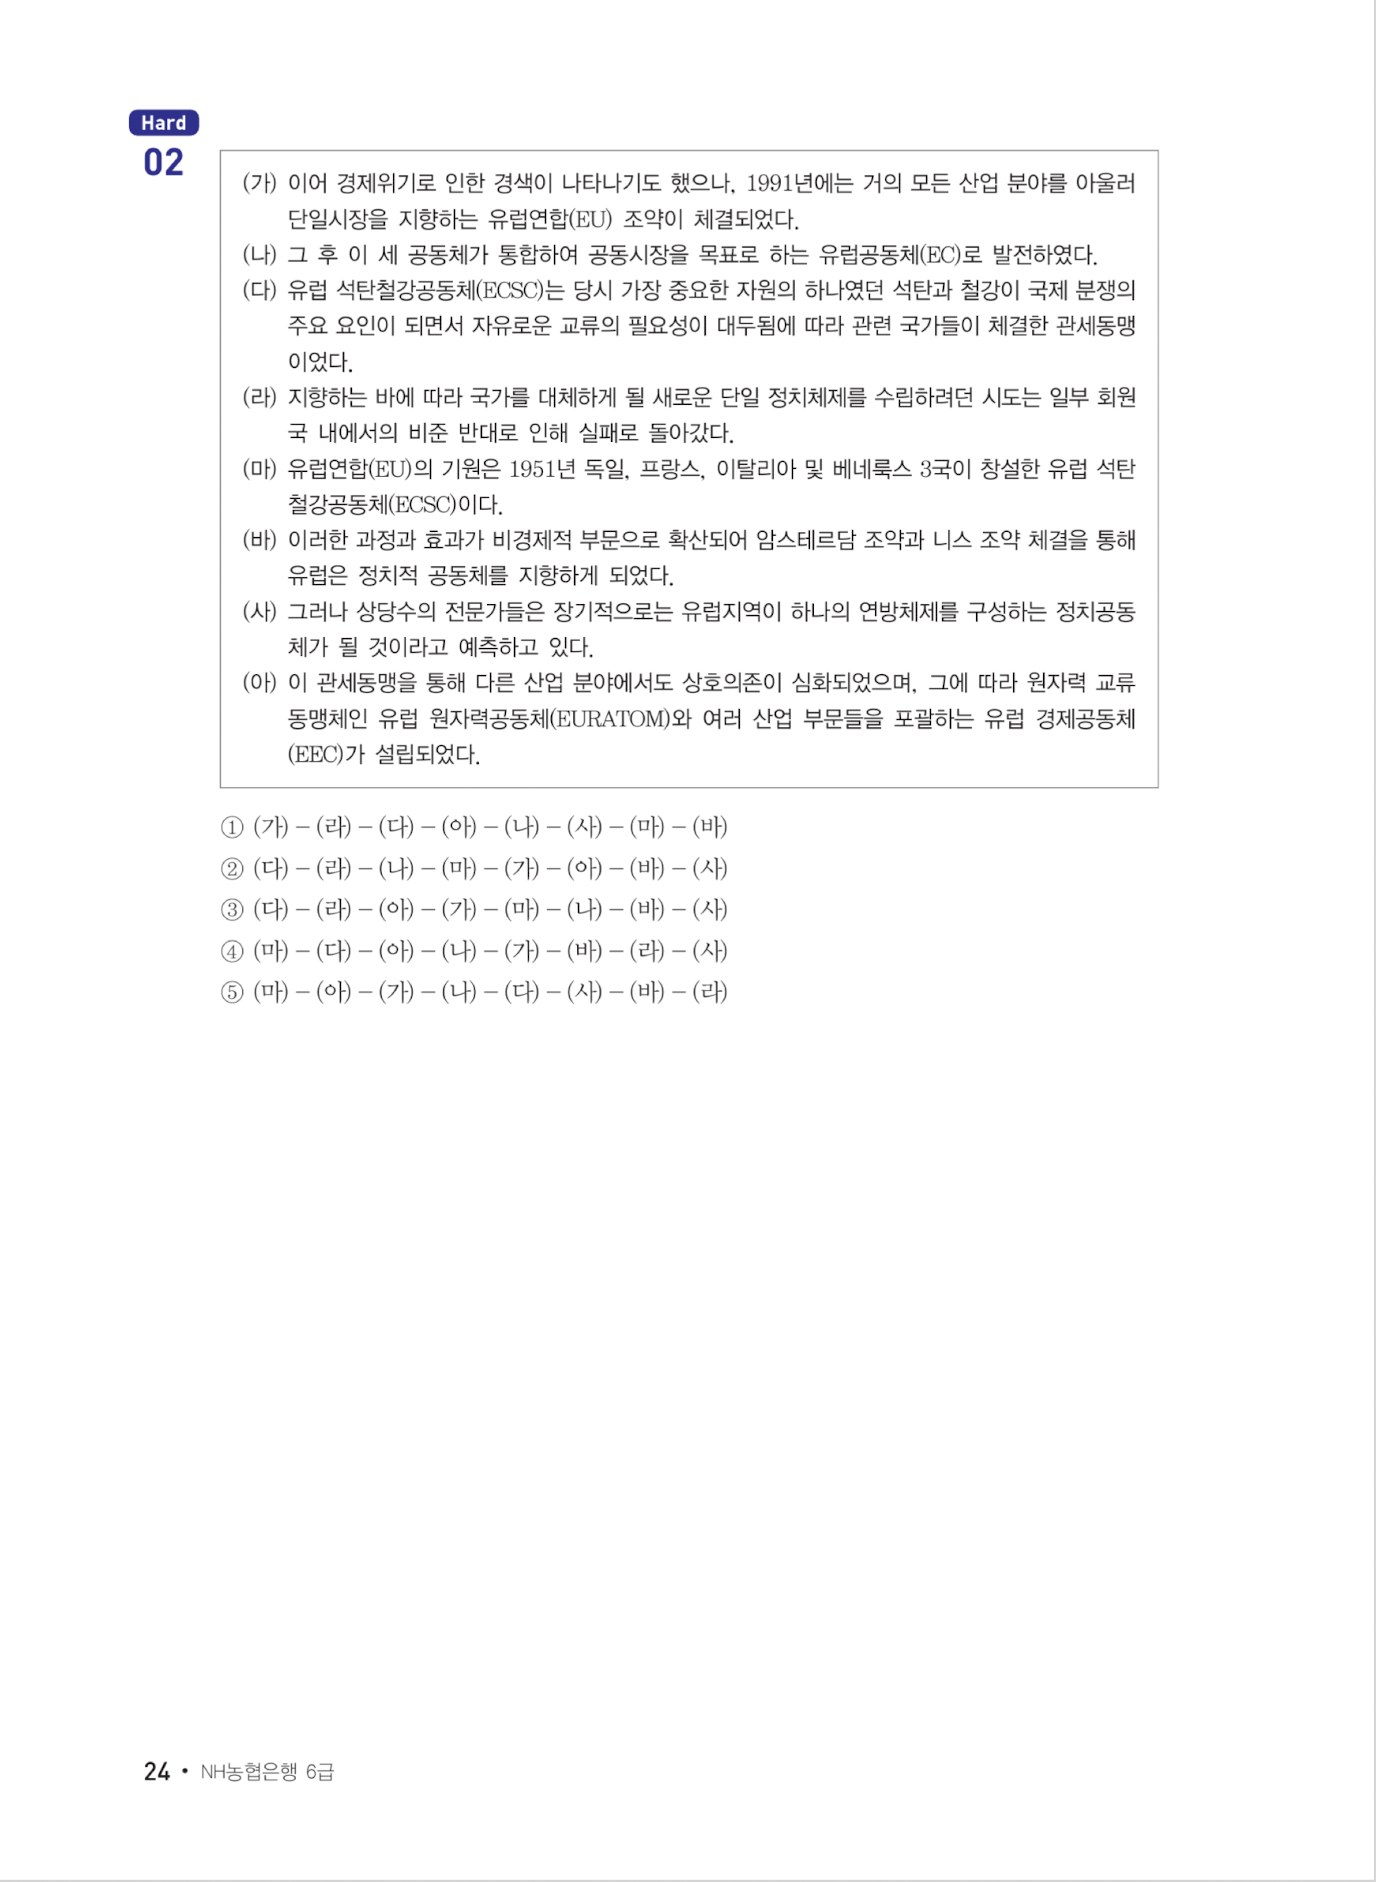 Hard
02
(가) 이어 경제위기로 인한 경색이 나타나기도 했으나, 1991년에는 거의 모든 산업 분야를 아울러
단일시장을 지향하는 유럽연합(EU) 조약이 체결되었다.
(나) 그 후 이 세 공동체가 통합하여 공동시장을 목표로 하는 유럽공동체(EC)로 발전하였다.
(다) 유럽 석탄철강공동체(ECSC)는 당시 가장 중요한 자원의 하나였던 석탄과 철강이 국제 분쟁의
주요 요인이 되면서 자유로운 교류의 필요성이 대두됨에 따라 관련 국가들이 체결한 관세동맹
이었다.
(라) 지향하는 바에 따라 국가를 대체하게 될 새로운 단일 정치체제를 수립하려던 시도는 일부 회원
국 내에서의 비준 반대로 인해 실패로 돌아갔다.
(마) 유럽연합(EU)의 기원은 1951년 독일, 프랑스, 이탈리아 및 베네룩스 3국이 창설한 유럽 석탄
철강공동체(ECSC)이다.
(바) 이러한 과정과 효과가 비경제적 부문으로 확산되어 암스테르담 조약과 니스 조약 체결을 통해
유럽은 정치적 공동체를 지향하게 되었다.
(사) 그러나 상당수의 전문가들은 장기적으로는 유럽지역이 하나의 연방체제를 구성하는 정치공동
체가 될 것이라고 예측하고 있다.
(아) 이 관세동맹을 통해 다른 산업 분야에서도 상호의존이 심화되었으며, 그에 따라 원자력 교류
동맹체인 유럽 원자력공동체(EURATOM)와 여러 산업 부문들을 포괄하는 유럽 경제공동체
(EEC)가 설립되었다.
① (가) – (라) – (다) – (아) – (나) – (사) – (마) – (바)
② (다) – (라) – (나) – (마) – (가) – (아) – (바) – (사)
③ (다) – (라) – (아) – (가) – (마) – (나) – (바) – (사)
④ (마) – (다) – (아) – (나) – (가) – (바) – (라) – (사)
⑤ (마) – (아) – (가) – (나) – (다) – (사) – (바) – (라)
24 • NH농협은행 6급